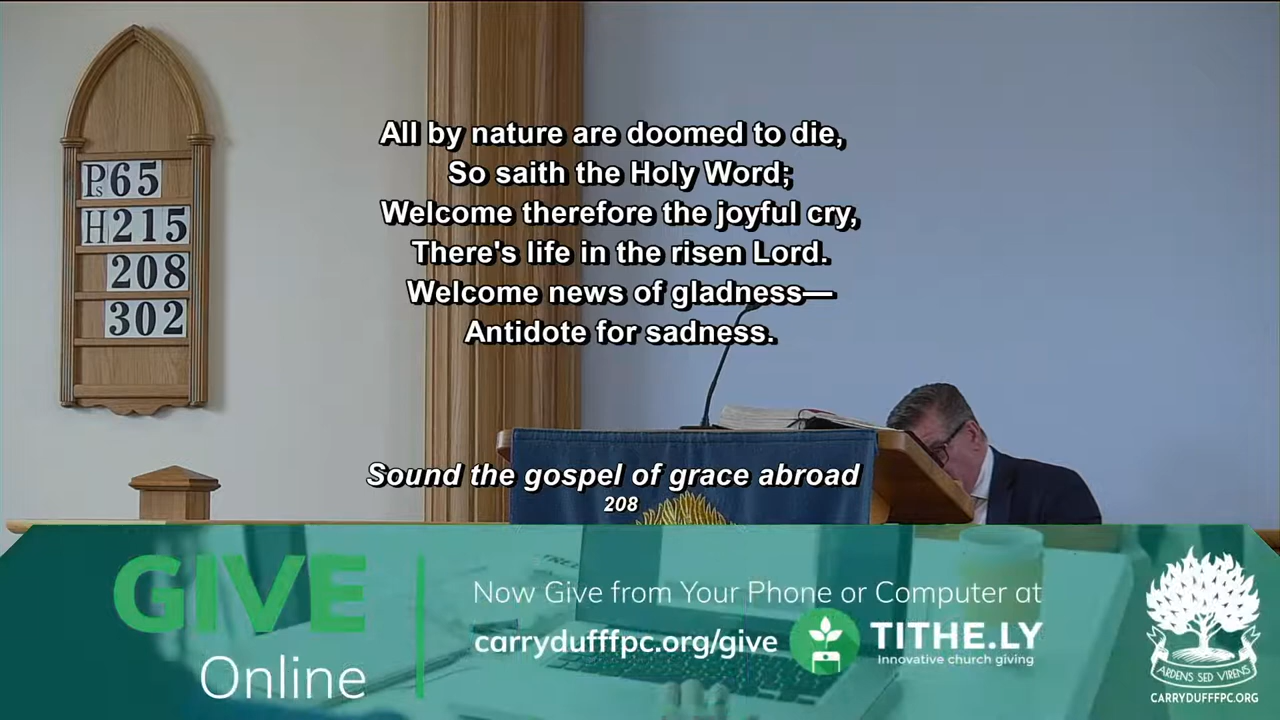 Ps65
H215
208
302
All by nature are doomed to die,
So saith the Holy Word;
Welcome therefore the joyful cry,
There's life in the risen Lord.
Welcome news of gladness—
Antidote for sadness.
Sound the gospel of grace abroad
208
GIVE
Online
Now Give from Your Phone or Computer at
carrydufffpc.org/give
TITHE.LY
Innovative church giving
ARDENS SED VIRENS
CARRYDUFFFPC.ORG